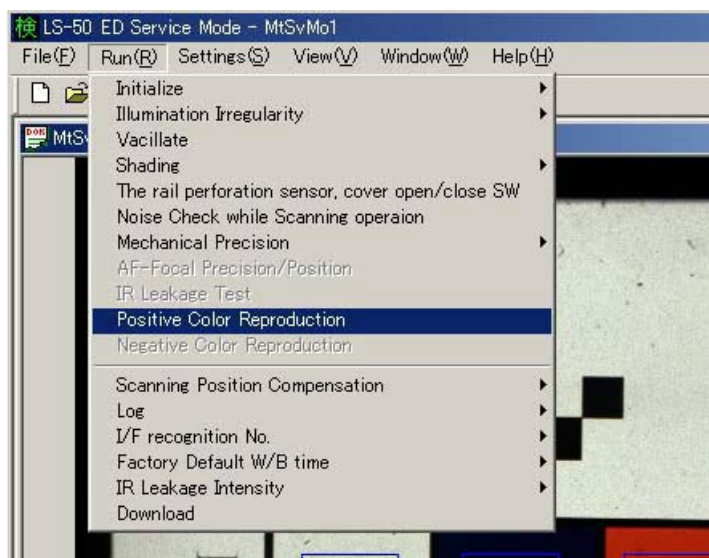 検 LS-50 ED Service Mode - MtSvMo1
File(F) Run(R) Settings(S) View(V) Window(W) Help(H)
MtSv
Initialize
Illumination Irregularity
Vacillate
Shading
The rail perforation sensor, cover open/close SW
Noise Check while Scanning operaion
Mechanical Precision
AF-Focal Precision/Position
IR Leakage Test
Positive Color Reproduction
Negative Color Reproduction
Scanning Position Compensation
Log
I/F recognition No.
Factory Default W/B time
IR Leakage Intensity
Download